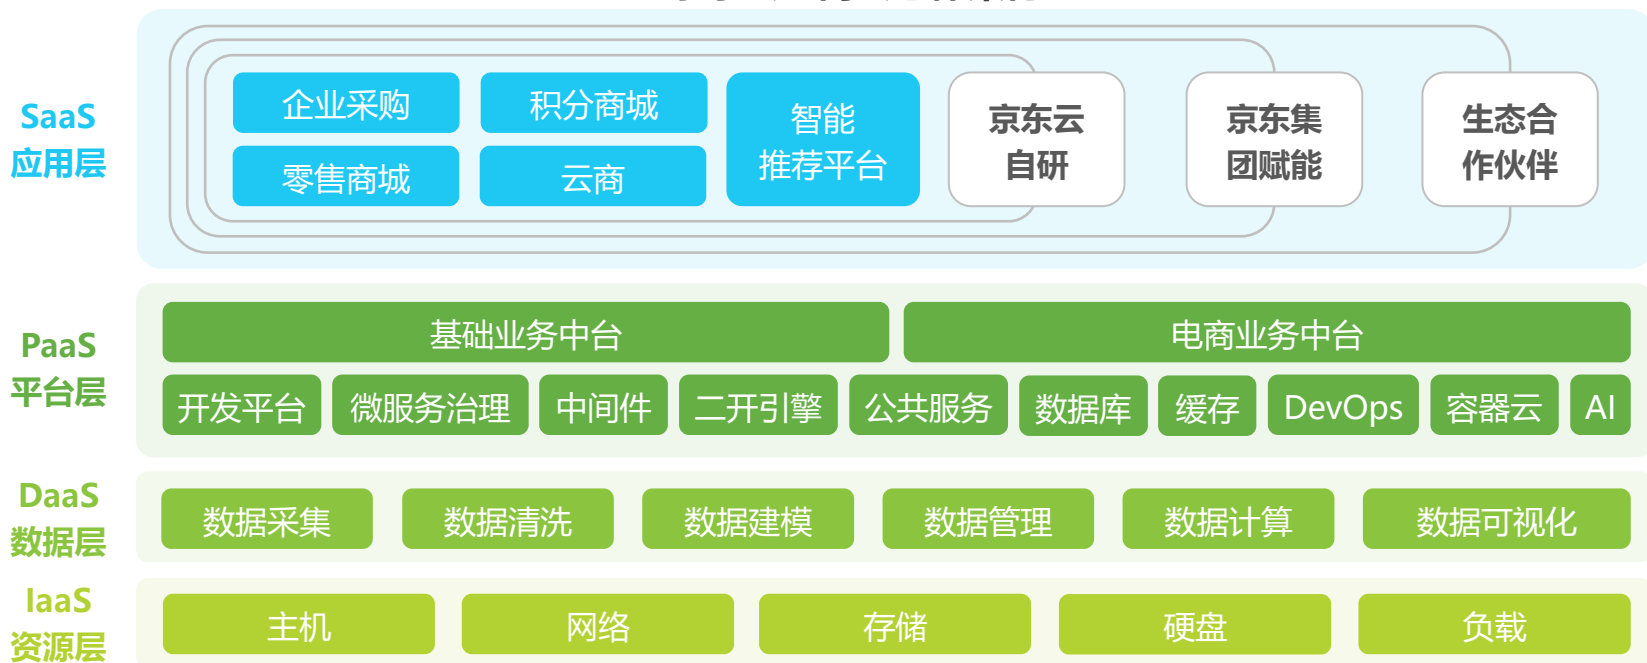 SaaS
应用层
企业采购
积分商城
智能
推荐平台
零售商城
云商
京东云
自研
京东集
团赋能
生态合
作伙伴
PaaS
平台层
基础业务中台
电商业务中台
开发平台
微服务治理
中间件
二开引擎
公共服务
数据库
缓存
DevOps
容器云
AI
DaaS
数据层
数据采集
数据清洗
数据建模
数据管理
数据计算
数据可视化
IaaS
资源层
主机
网络
存储
硬盘
负载